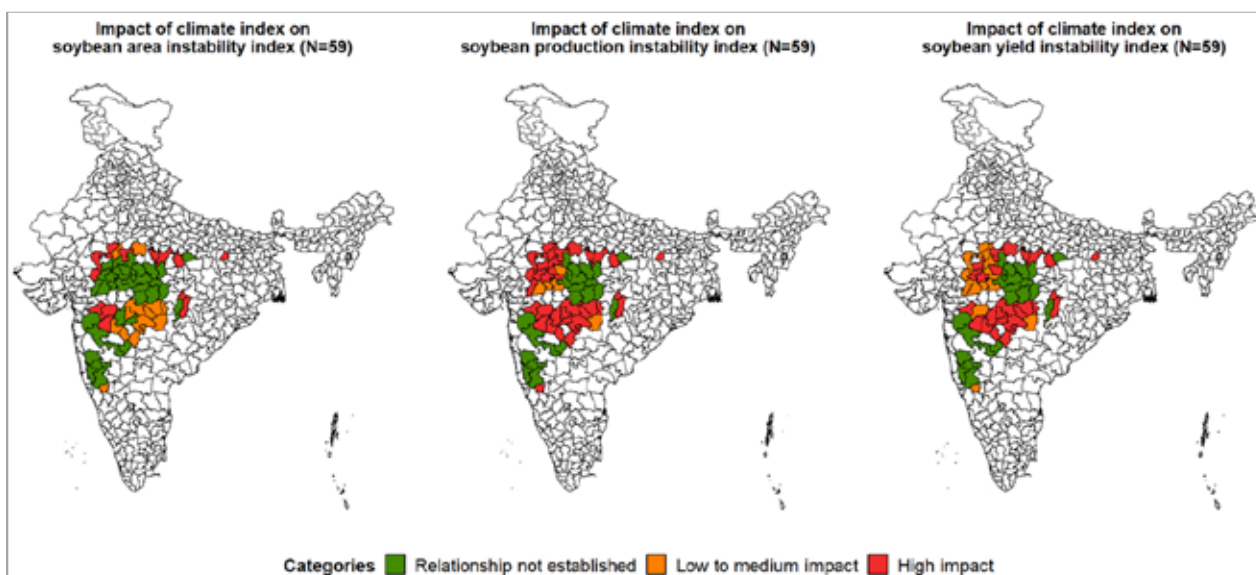 Impact of climate index on
soybean area instability index (N=59)
Impact of climate index on
soybean production instability index (N=59)
Impact of climate index on
soybean yield instability index (N=59)
Categories Relationship not established Low to medium impact High impact